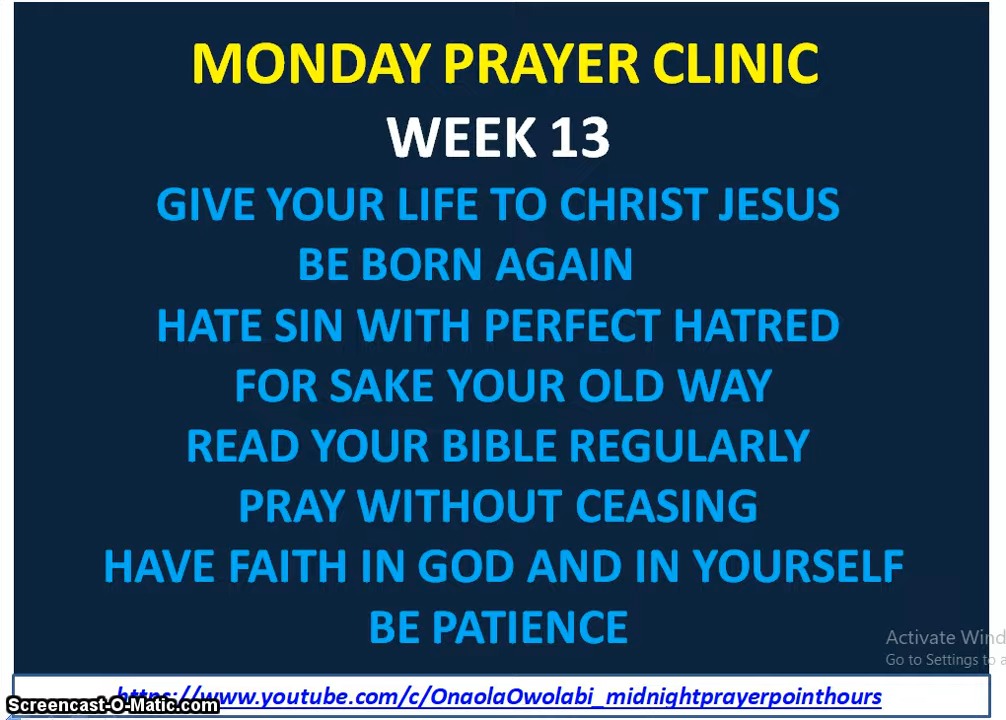 MONDAY PRAYER CLINIC
WEEK 13
GIVE YOUR LIFE TO CHRIST JESUS
BE BORN AGAIN
HATE SIN WITH PERFECT HATRED
FOR SAKE YOUR OLD WAY
READ YOUR BIBLE REGULARLY
PRAY WITHOUT CEASING
HAVE FAITH IN GOD AND IN YOURSELF
BE PATIENCE
Activate Wind
Go to Settings to a
https://www.youtube.com/c/OnaolaOwolabi_midnightprayerpointhours
Screencast-O-Matic.com